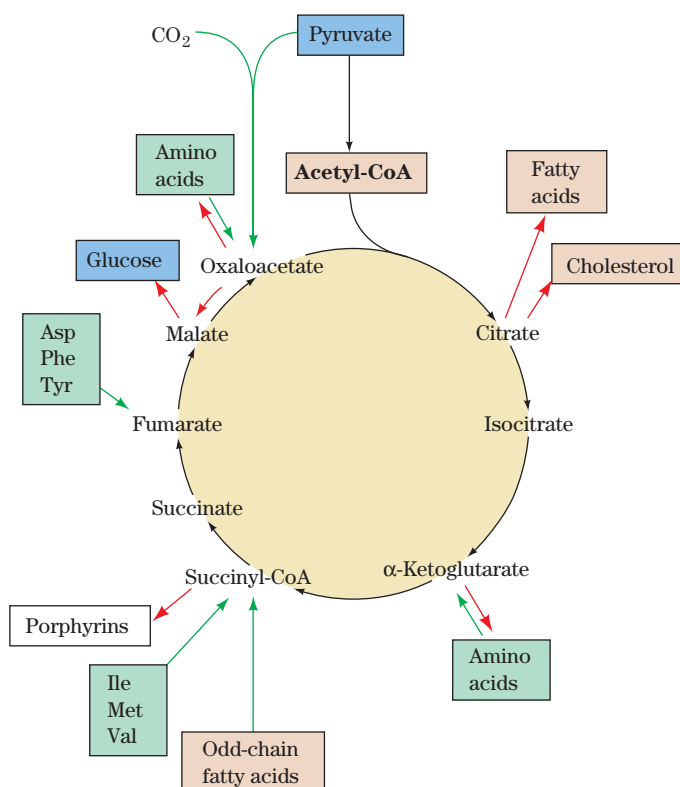 CO2
Pyruvate
Amino
acids
Acetyl-CoA
Fatty
acids
Glucose
Oxaloacetate
Cholesterol
Malate
Citrate
Asp
Phe
Tyr
Fumarate
Isocitrate
Succinate
Succinyl-CoA
α-Ketoglutarate
Porphyrins
Amino
acids
Ile
Met
Val
Odd-chain
fatty acids